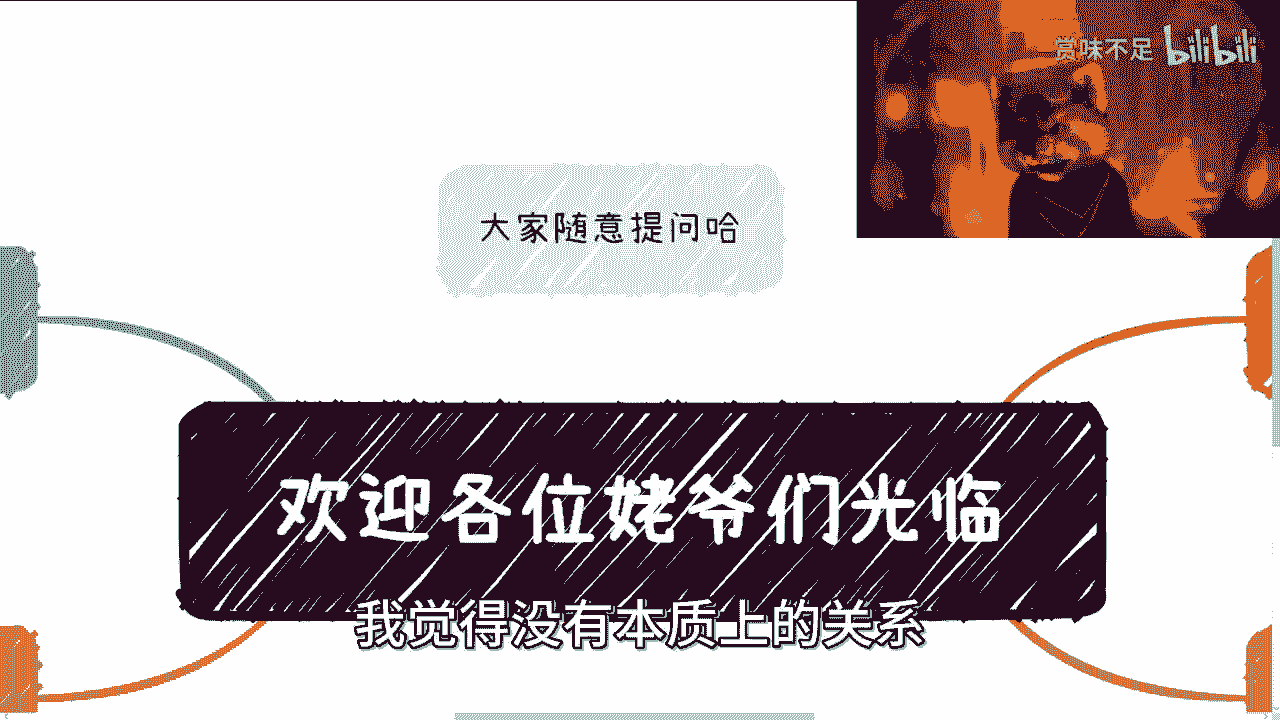 赏味不足 bilibili
大家随意提问哈
欢迎各位姥爷们光临
我觉得没有本质上的关系